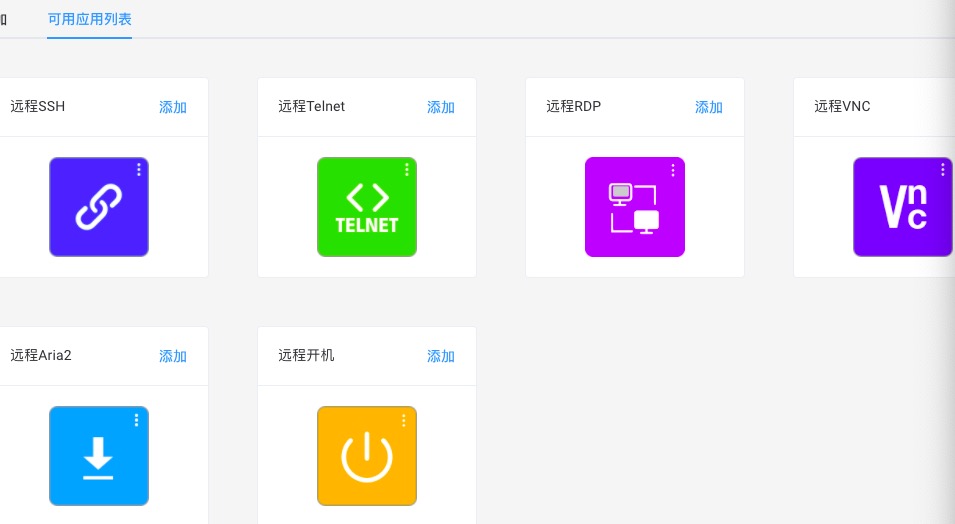 可用应用列表
远程SSH 添加
远程Telnet 添加
远程RDP 添加
远程VNC
TELNET
Vnc
远程Aria2 添加
远程开机 添加